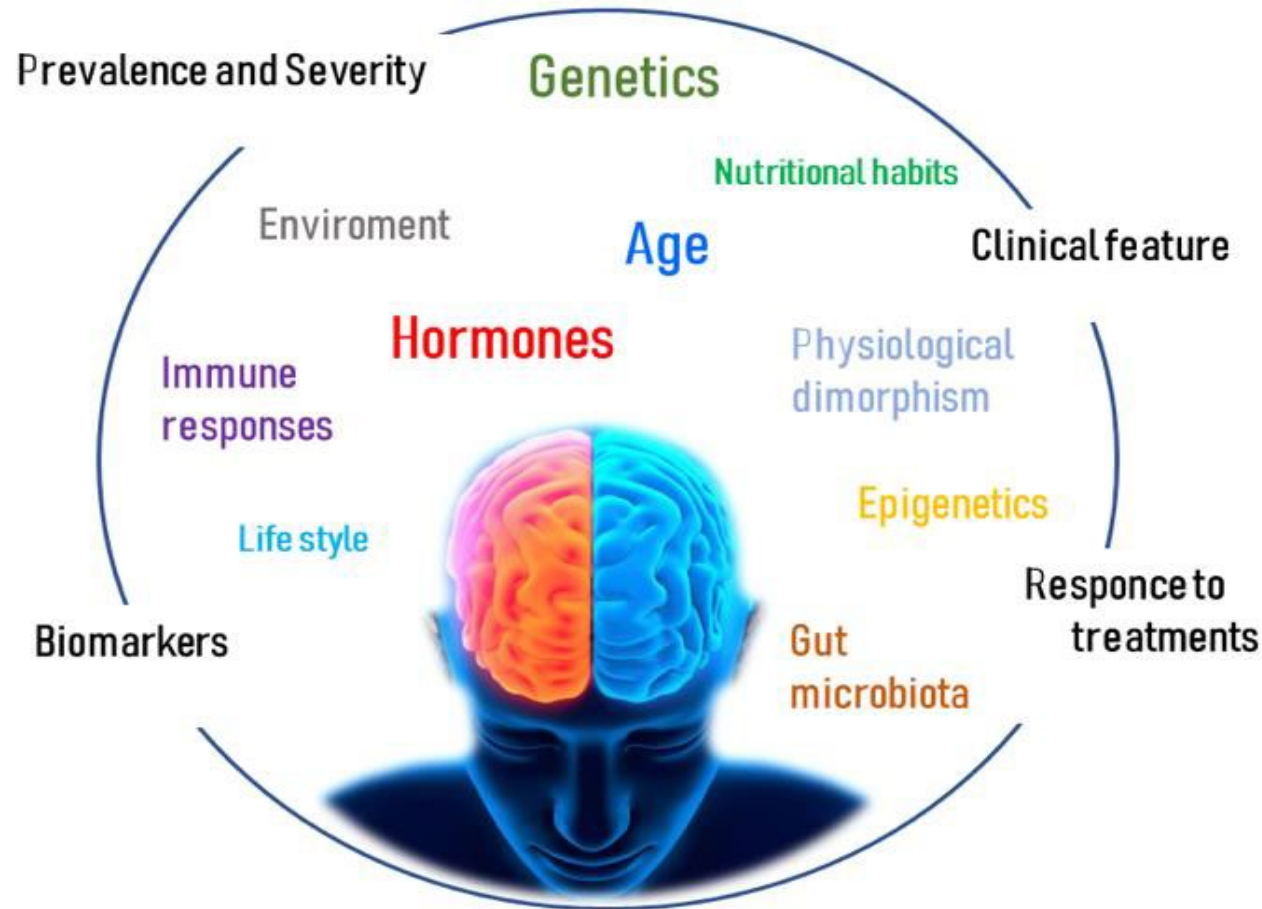 Prevalence and Severity
Genetics
Nutritional habits
Enviroment
Age
Clinical feature
Hormones
Physiological
dimorphism
Immune
responses
Epigenetics
Life style
Responce to
treatments
Biomarkers
Gut
microbiota